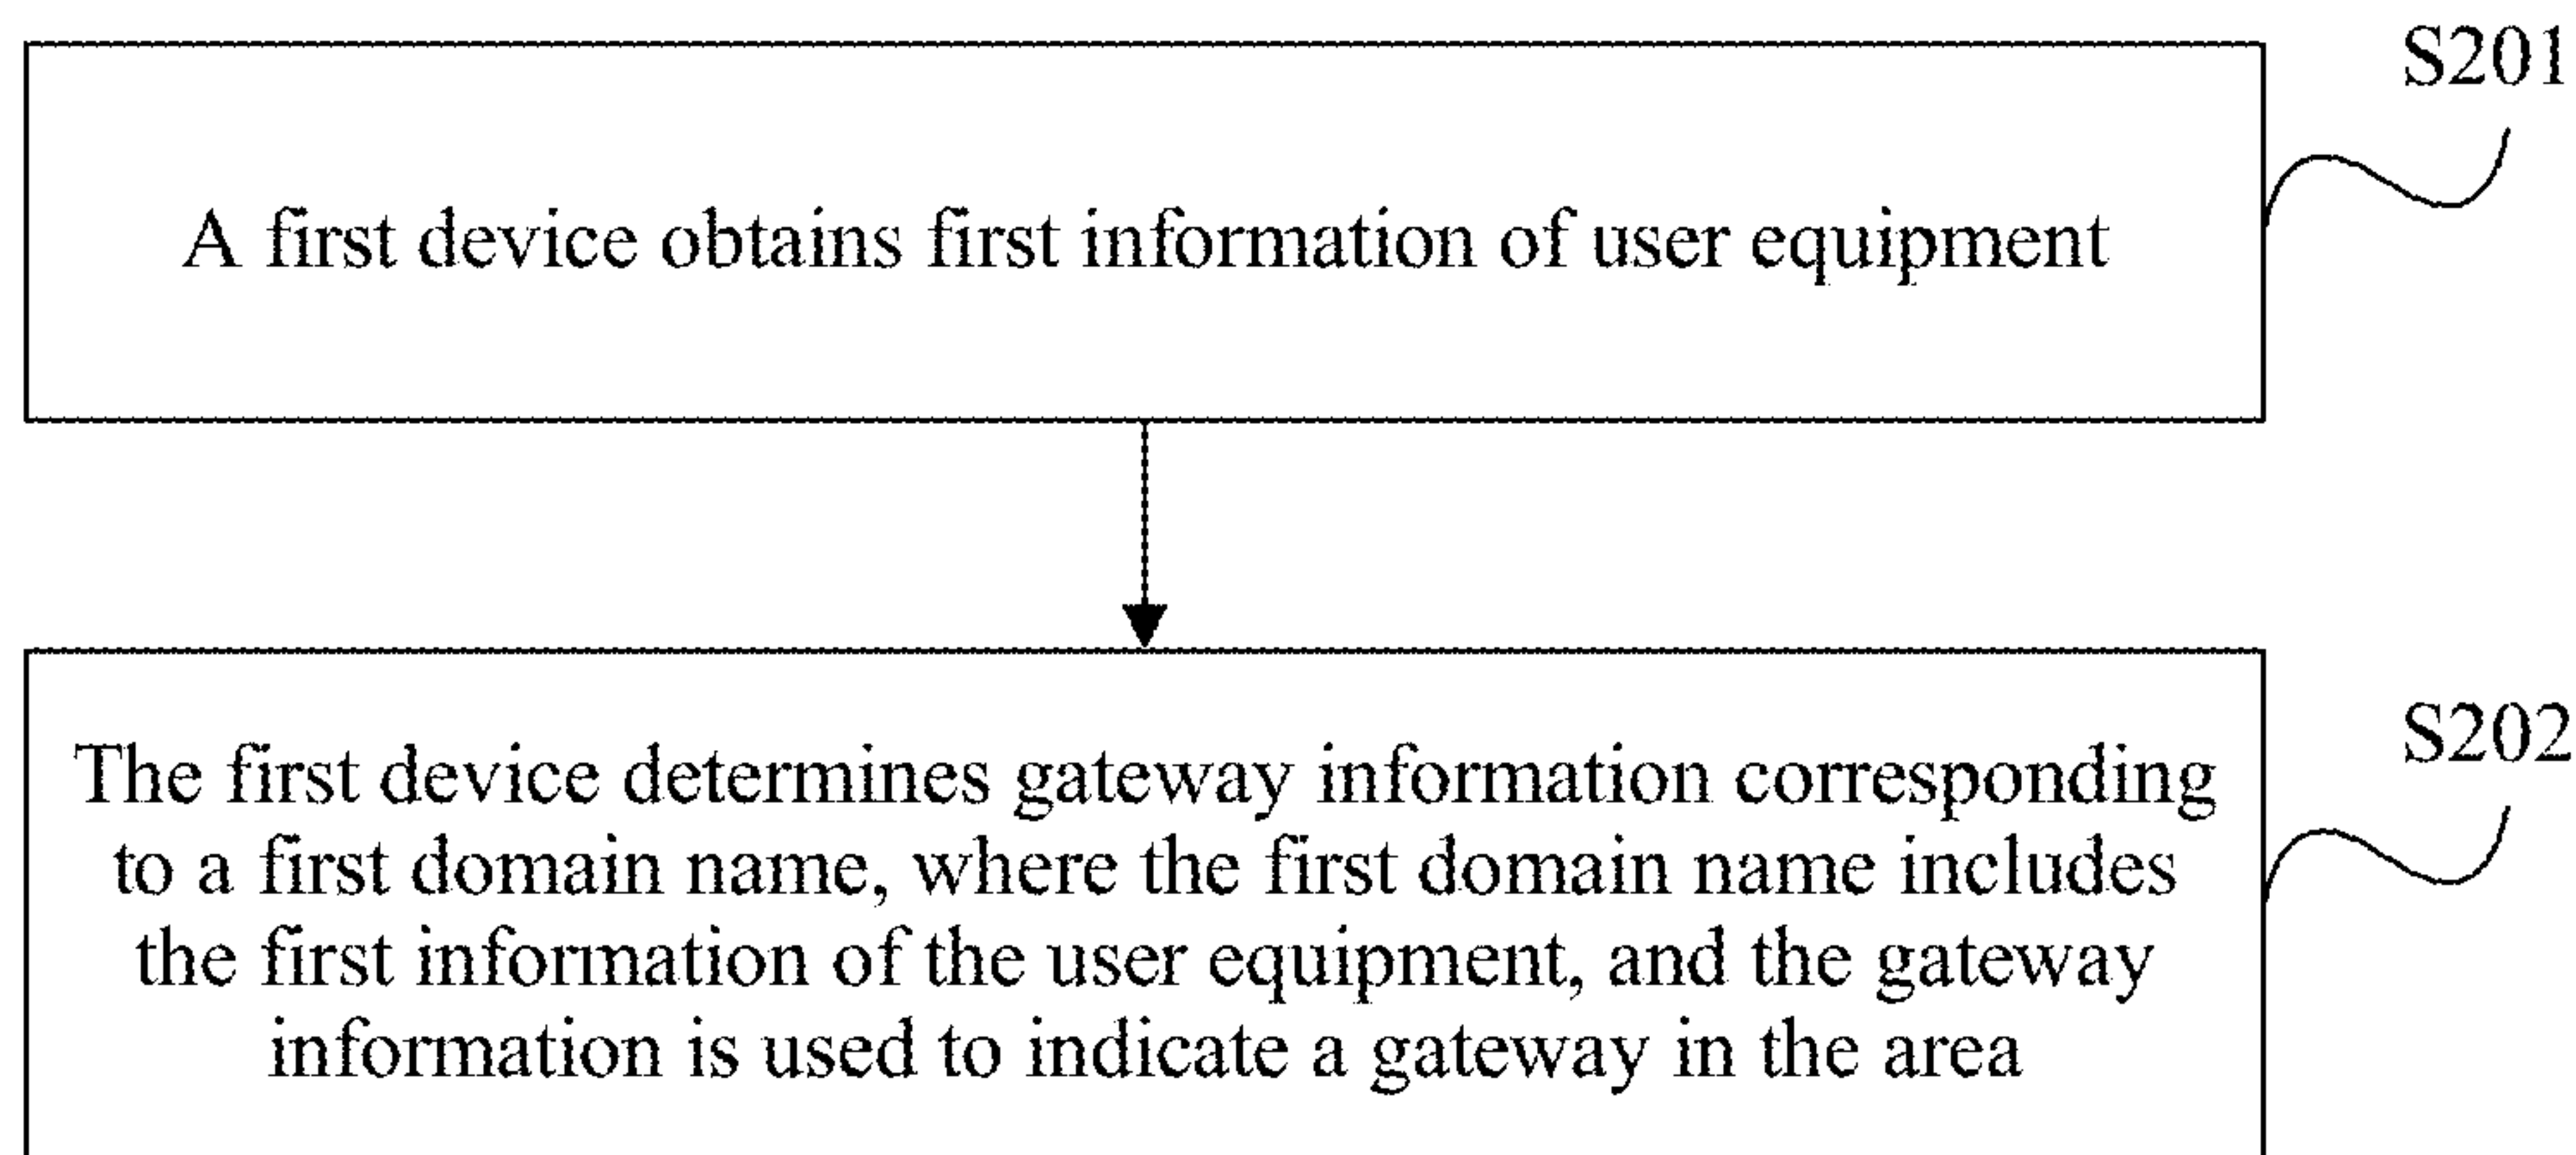 S201
A first device obtains first information of user equipment
S202
The first device determines gateway information corresponding
to a first domain name, where the first domain name includes
the first information of the user equipment, and the gateway
information is used to indicate a gateway in the area